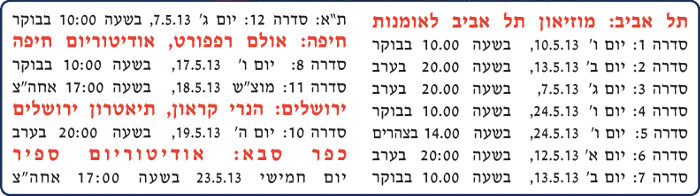 תל אביב: מוזיאון תל אביב לאומנות
סדרה 1: יום ו' 10.5.13, בשעה 10.00 בבוקר
סדרה 2: יום ב' 13.5.13, בשעה 20.00 בערב
סדרה 3: יום ג' 7.5.13, בשעה 20.00 בערב
סדרה 4: יום ו' 24.5.13, בשעה 10.00 בבוקר
סדרה 5: יום ו' 24.5.13, בשעה 14.00 בצהרים
סדרה 6: יום א' 12.5.13, בשעה 20:00 בערב
סדרה 7: יום ב' 13.5.13, בשעה 10.00 בבוקר
ת"א: סדרה 12: יום ג' 7.5.13, בשעה 10:00 בבוקר
חיפה: אולם רפפורט, אודיטוריום חיפה
סדרה 8: יום ו' 17.5.13, בשעה 10:00 בבוקר
סדרה 11: מוצ"ש 18.5.13, בשעה 17:00 אחה"צ
ירושלים: הנרי קראון, תיאטרון ירושלים
סדרה 10: יום ה' 19.5.13, בשעה 20:00 בערב
כפר סבא: אודיטוריום ספיר
יום חמישי 23.5.13 בשעה 17:00 אחה"צ